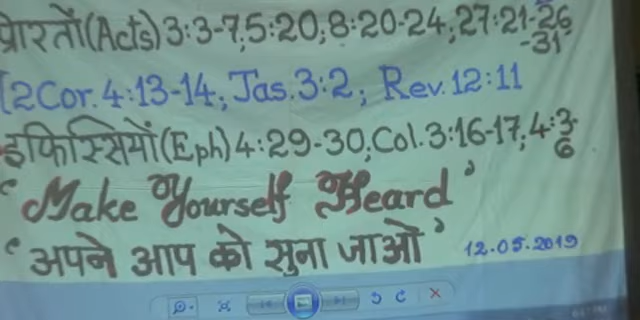 प्रेरितों(Acts) 3:3-7,5:20;8:20-24;27:21-26
-31
[2Cor.4:13-14; Jas.3:2; Rev.12:11
इफिस्सियों(Eph)4:29-30;Col.3:16-17,4:3-
6
‘Make Yourself Heard’
‘अपने आप को सुना जाओ’ 12.05.2019